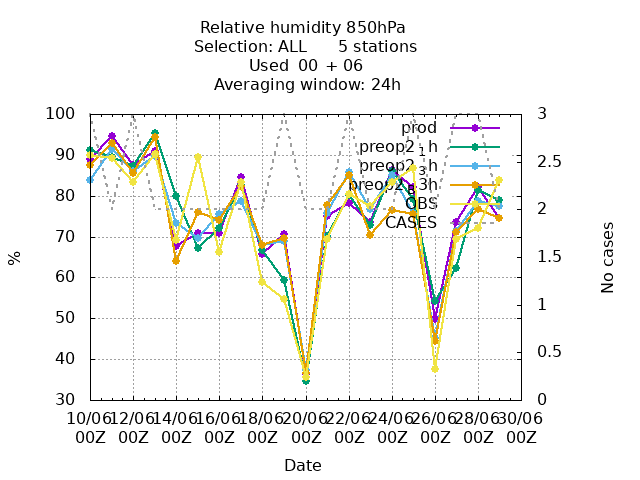 Relative humidity 850hPa
Selection: ALL 5 stations
Used 00 + 06
Averaging window: 24h
100
90
80
70
60
50
40
30
%
3
2.5
2
1.5
1
0.5
0
No cases
prod
preop2_1h
preop2_3h
preop2_g3h
OBS
CASES
10/06 12/06 14/06 16/06 18/06 20/06 22/06 24/06 26/06 28/06 30/06
00Z 00Z 00Z 00Z 00Z 00Z 00Z 00Z 00Z 00Z 00Z
Date